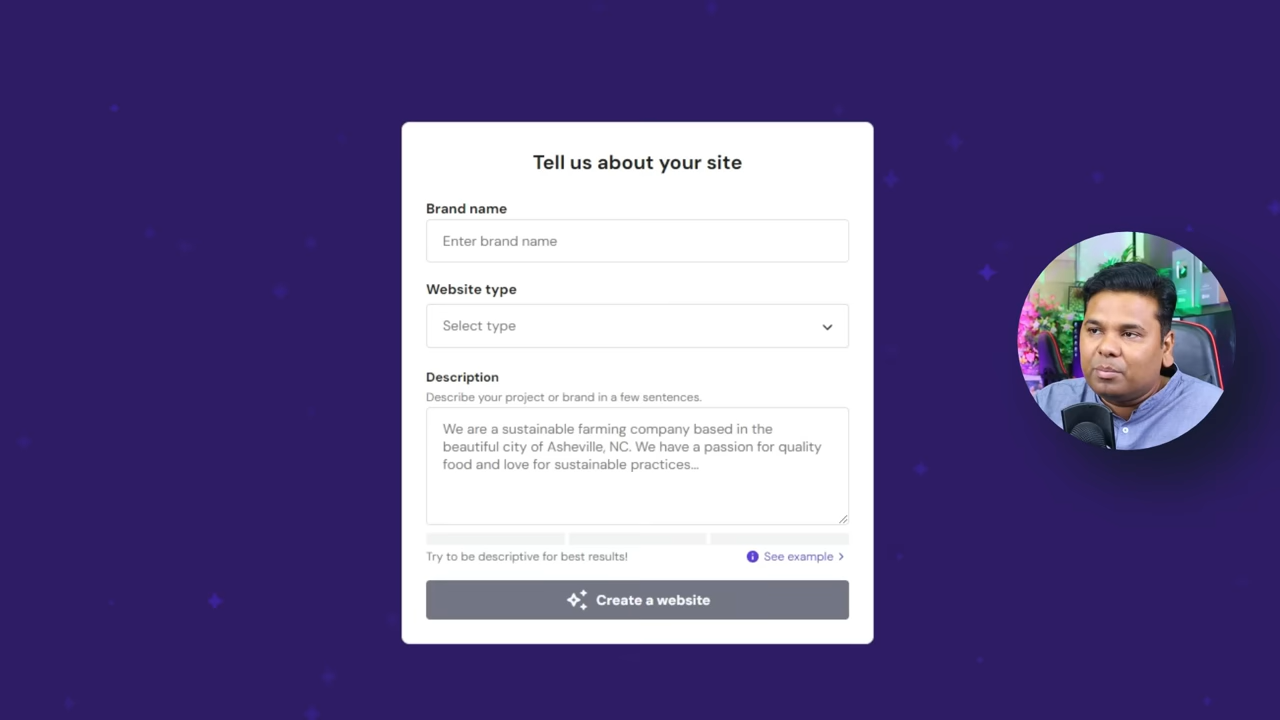 Tell us about your site
Brand name
Enter brand name
Website type
Select type
Description
Describe your project or brand in a few sentences.
We are a sustainable farming company based in the
beautiful city of Asheville, NC. We have a passion for quality
food and love for sustainable practices...
Try to be descriptive for best results!
See example
Create a website